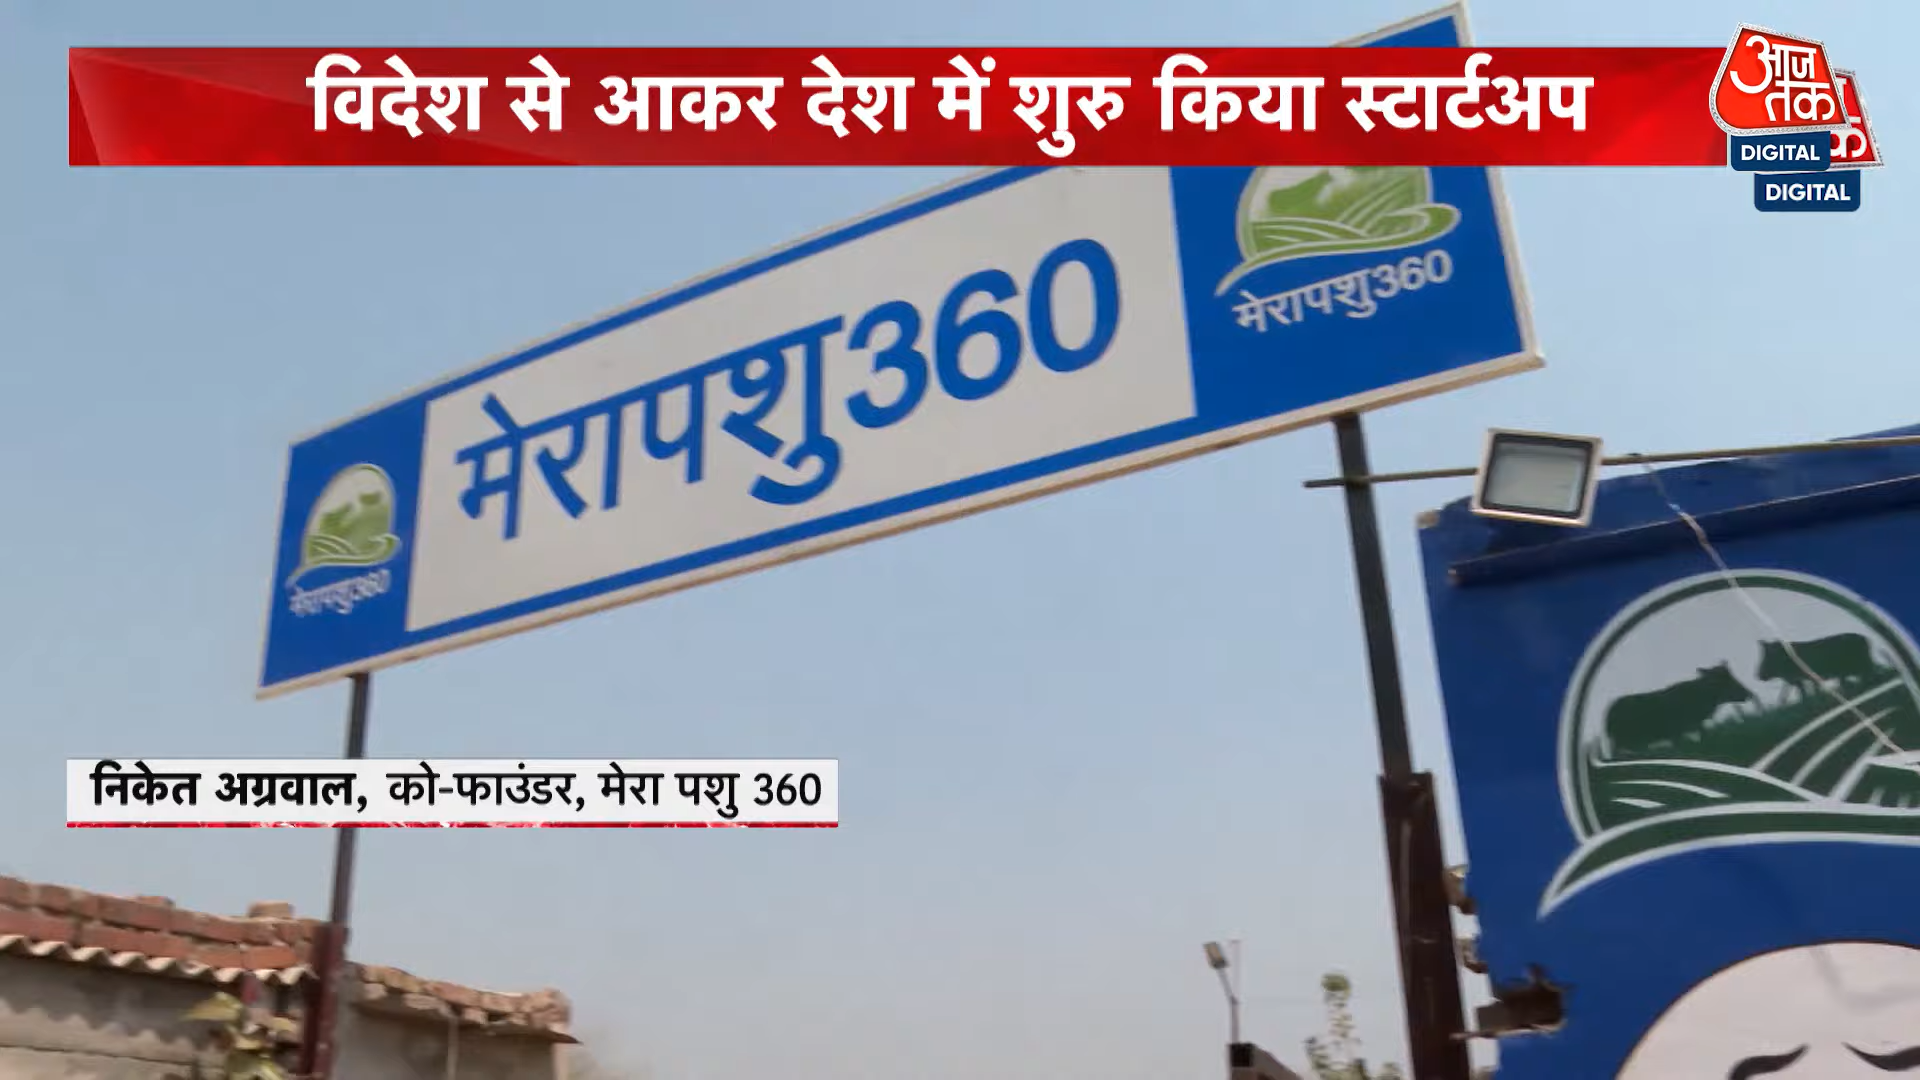 विदेश से आकर देश में शुरु किया स्टार्टअप
आज
तक
DIGITAL
क
DIGITAL
मेरापशु360
मेरापशु360
मेरापशु360
निकेत अग्रवाल, को-फाउंडर, मेरा पशु 360